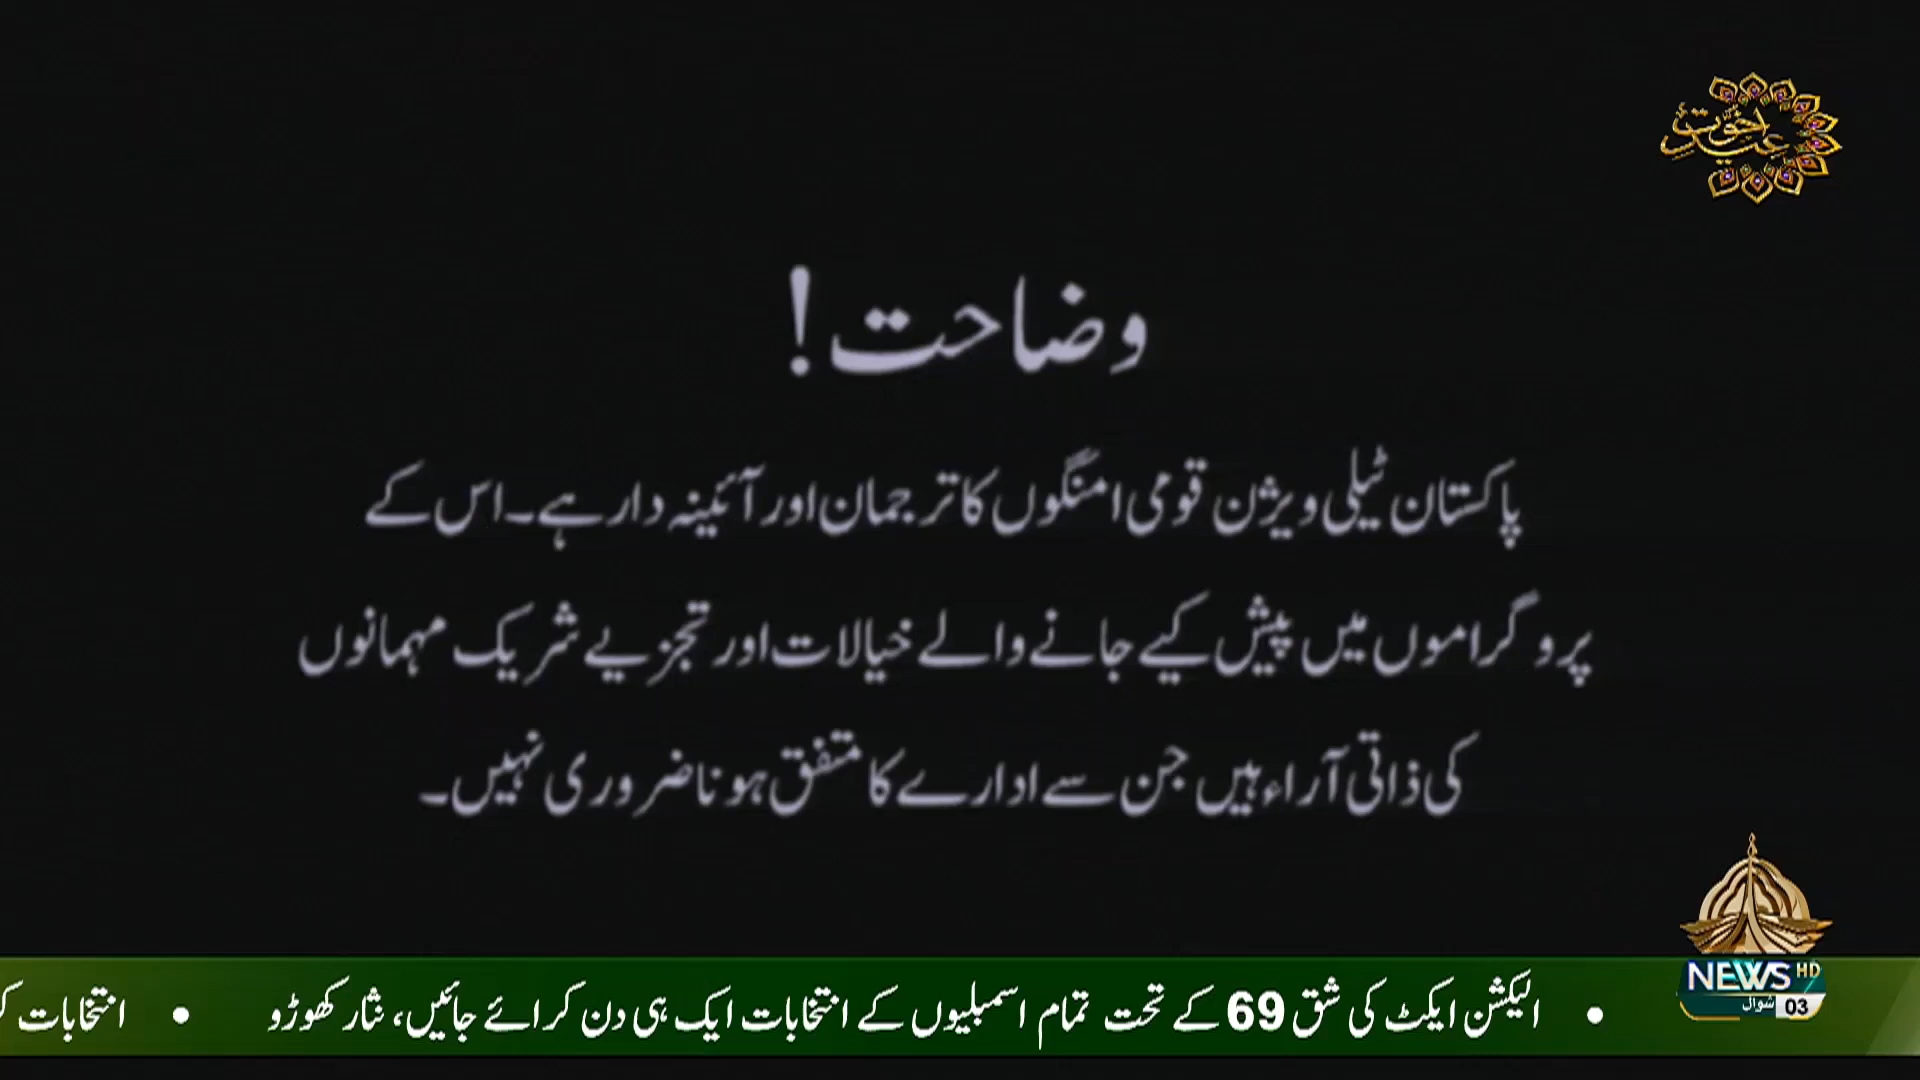 عید اخوت
وضاحت!
پاکستان ٹیلی ویژن قومی امنگوں کا ترجمان اور آئینہ دار ہے۔ اس کے
پروگراموں میں پیش کیے جانے والے خیالات اور تجزیے شریک مہمانوں
کی ذاتی آراء ہیں جن سے ادارے کا متفق ہونا ضروری نہیں۔
NEWS HD
03 شوال
• الیکشن ایکٹ کی شق 69 کے تحت تمام اسمبلیوں کے انتخابات ایک ہی دن کرائے جائیں، نثار کھوڑو • انتخابات